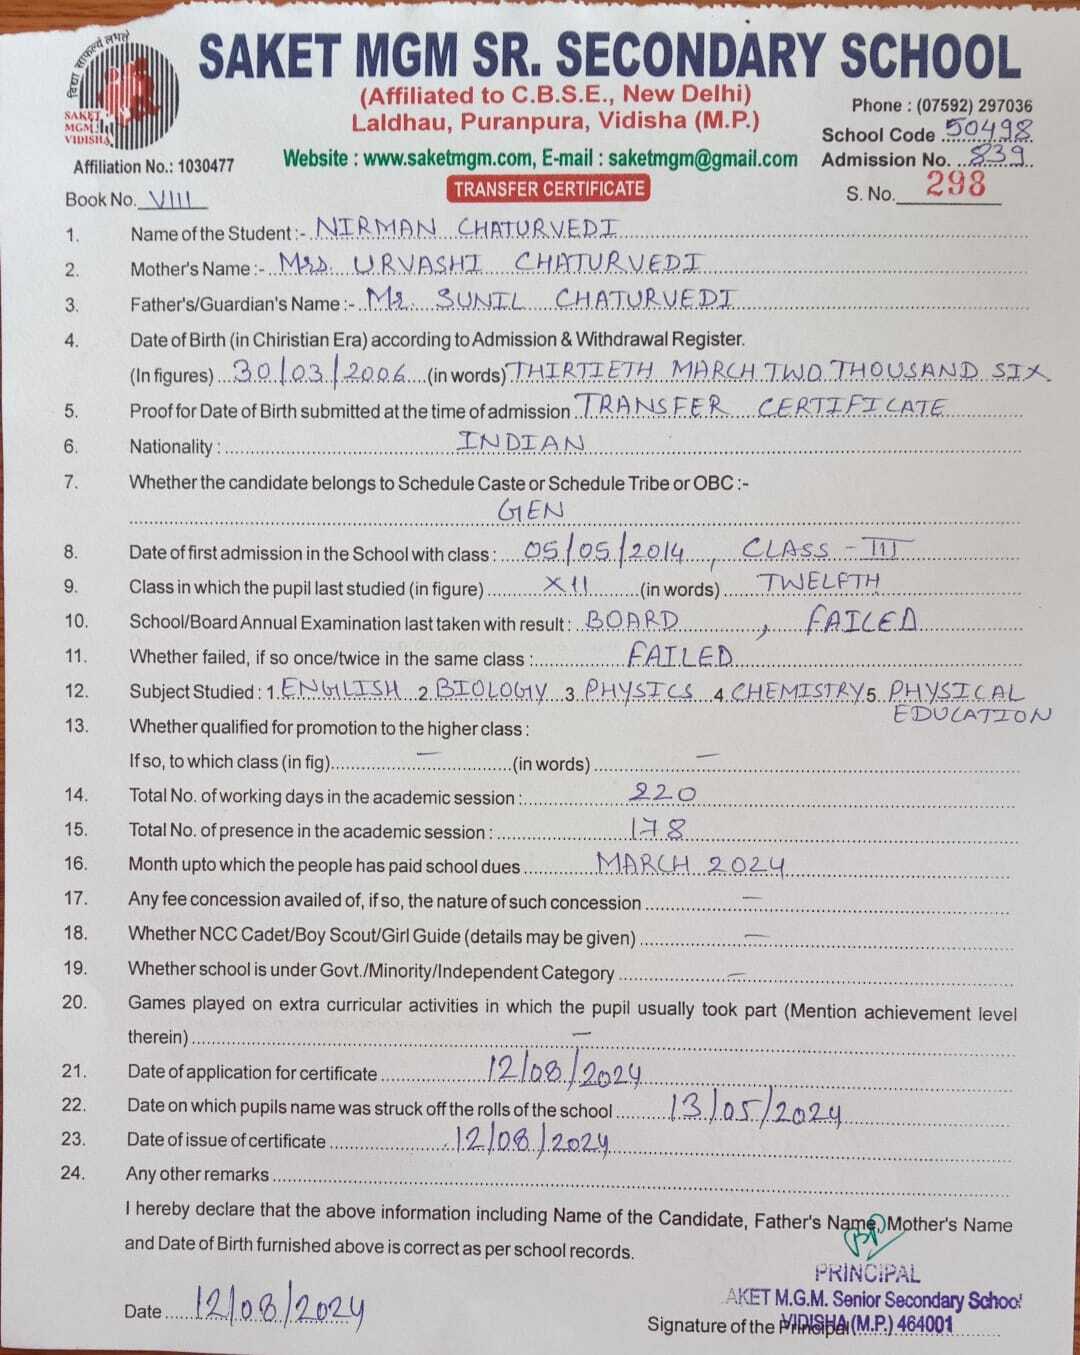 विद्या साफल्यं लभते
SAKET
MGM
VIDISHA
SAKET MGM SR. SECONDARY SCHOOL
(Affiliated to C.B.S.E., New Delhi)
Laldhau, Puranpura, Vidisha (M.P.)
Phone : (07592) 297036
School Code 50498
Affiliation No.: 1030477
Website : www.saketmgm.com, E-mail : saketmgm@gmail.com
Admission No. 839
Book No. VIII
TRANSFER CERTIFICATE
S. No. 298
1. Name of the Student :- NIRMAN CHATURVEDI
2. Mother's Name :- Mrs. URVASHI CHATURVEDI
3. Father's/Guardian's Name :- Mr. SUNIL CHATURVEDI
4. Date of Birth (in Chiristian Era) according to Admission & Withdrawal Register.
(In figures) 30/03/2006 (in words) THIRTIETH MARCH TWO THOUSAND SIX
5. Proof for Date of Birth submitted at the time of admission TRANSFER CERTIFICATE
6. Nationality : INDIAN
7. Whether the candidate belongs to Schedule Caste or Schedule Tribe or OBC :-
GEN
8. Date of first admission in the School with class : 05/05/2014, CLASS - III
9. Class in which the pupil last studied (in figure) XII (in words) TWELFTH
10. School/Board Annual Examination last taken with result : BOARD , FAILED
11. Whether failed, if so once/twice in the same class : FAILED
12. Subject Studied : 1. ENGLISH 2. BIOLOGY 3. PHYSICS 4. CHEMISTRY 5. PHYSICAL
EDUCATION
13. Whether qualified for promotion to the higher class :
If so, to which class (in fig) — (in words) —
14. Total No. of working days in the academic session : 220
15. Total No. of presence in the academic session : 178
16. Month upto which the people has paid school dues MARCH 2024
17. Any fee concession availed of, if so, the nature of such concession —
18. Whether NCC Cadet/Boy Scout/Girl Guide (details may be given) —
19. Whether school is under Govt./Minority/Independent Category —
20. Games played on extra curricular activities in which the pupil usually took part (Mention achievement level
therein) —
21. Date of application for certificate 12/08/2024
22. Date on which pupils name was struck off the rolls of the school 13/05/2024
23. Date of issue of certificate 12/08/2024
24. Any other remarks
I hereby declare that the above information including Name of the Candidate, Father's Name, Mother's Name
and Date of Birth furnished above is correct as per school records.
PRINCIPAL
AKET M.G.M. Senior Secondary School
VIDISHA (M.P.) 464001
Date 12/08/2024
Signature of the Principal